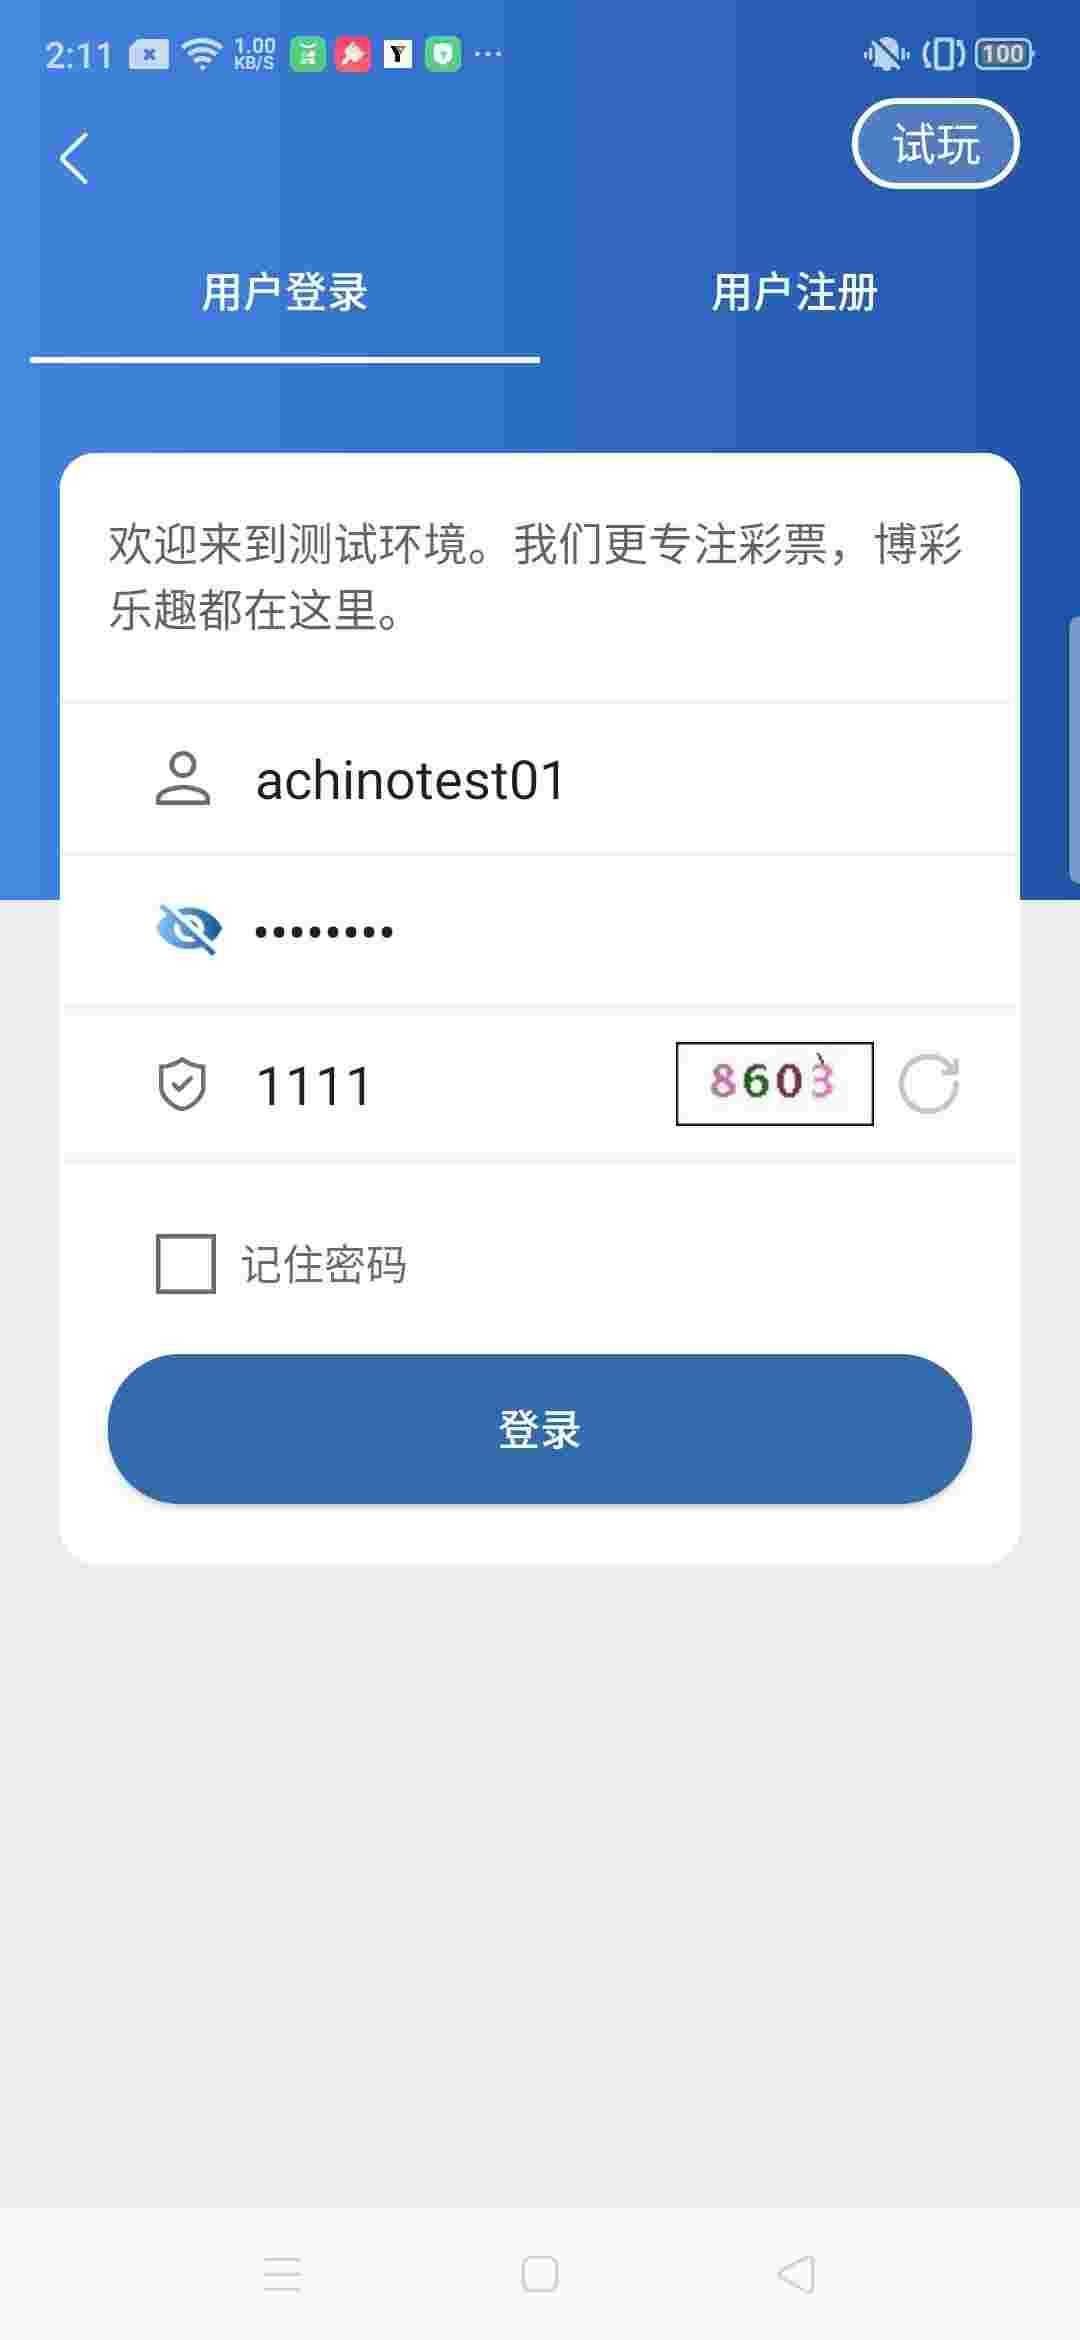 2:11 1.00 KB/S Y 100
试玩
用户登录 用户注册
欢迎来到测试环境。我们更专注彩票，博彩
乐趣都在这里。
achinotest01
••••••••
1111 8603
记住密码
登录